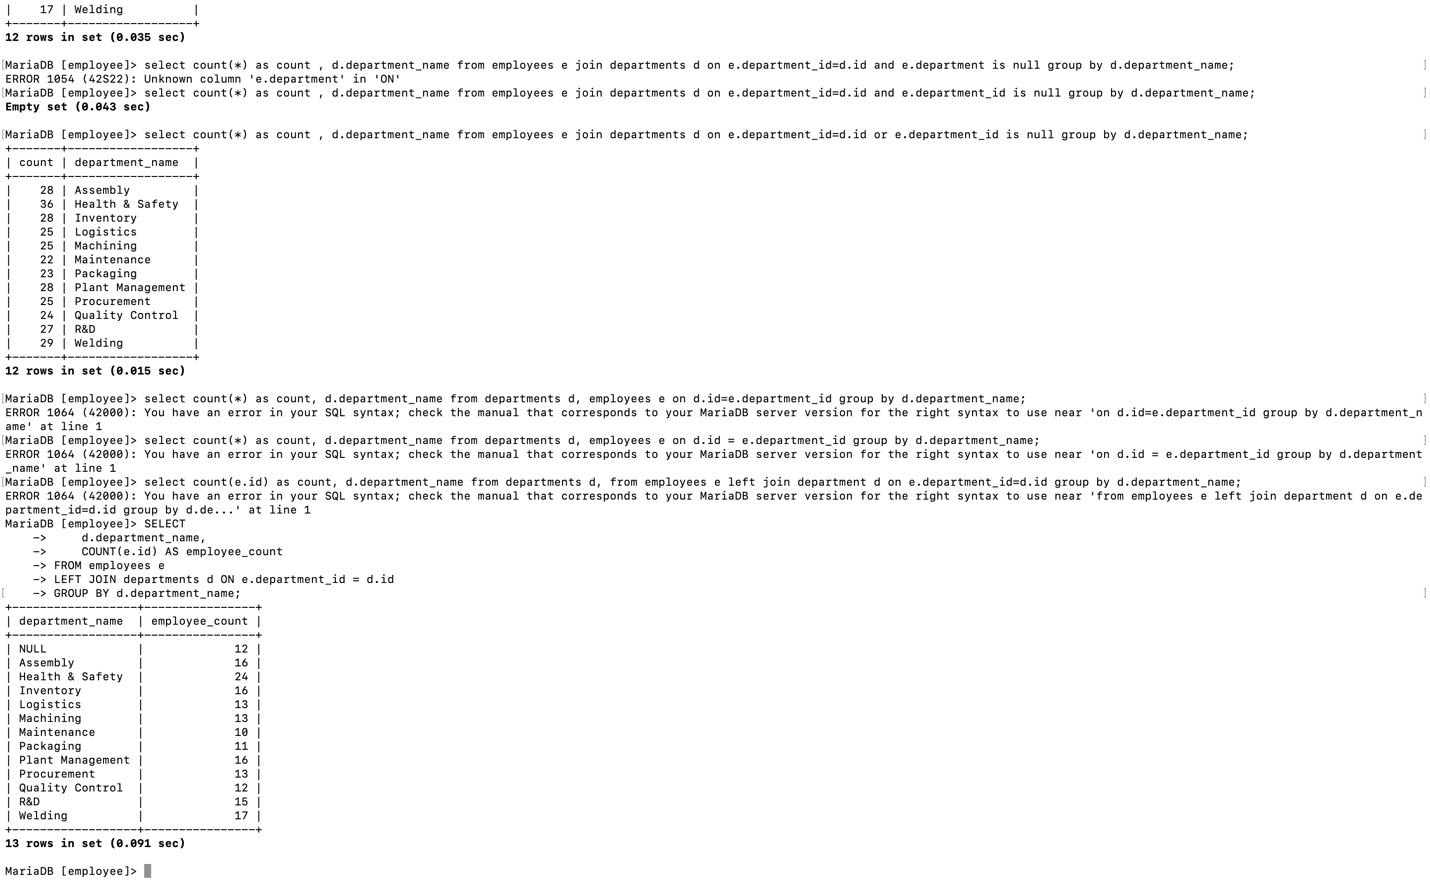 |    17 | Welding          |
+-------+------------------+
12 rows in set (0.035 sec)
[MariaDB [employee]> select count(*) as count , d.department_name from employees e join departments d on e.department_id=d.id and e.department is null group by d.department_name; ]
ERROR 1054 (42S22): Unknown column 'e.department' in 'ON'
[MariaDB [employee]> select count(*) as count , d.department_name from employees e join departments d on e.department_id=d.id and e.department_id is null group by d.department_name; ]
Empty set (0.043 sec)
[MariaDB [employee]> select count(*) as count , d.department_name from employees e join departments d on e.department_id=d.id or e.department_id is null group by d.department_name; ]
+-------+------------------+
| count | department_name  |
+-------+------------------+
|    28 | Assembly         |
|    36 | Health & Safety  |
|    28 | Inventory        |
|    25 | Logistics        |
|    25 | Machining        |
|    22 | Maintenance      |
|    23 | Packaging        |
|    28 | Plant Management |
|    25 | Procurement      |
|    24 | Quality Control  |
|    27 | R&D              |
|    29 | Welding          |
+-------+------------------+
12 rows in set (0.015 sec)
[MariaDB [employee]> select count(*) as count, d.department_name from departments d, employees e on d.id=e.department_id group by d.department_name; ]
ERROR 1064 (42000): You have an error in your SQL syntax; check the manual that corresponds to your MariaDB server version for the right syntax to use near 'on d.id=e.department_id group by d.department_n
ame' at line 1
[MariaDB [employee]> select count(*) as count, d.department_name from departments d, employees e on d.id = e.department_id group by d.department_name; ]
ERROR 1064 (42000): You have an error in your SQL syntax; check the manual that corresponds to your MariaDB server version for the right syntax to use near 'on d.id = e.department_id group by d.department
_name' at line 1
[MariaDB [employee]> select count(e.id) as count, d.department_name from departments d, from employees e left join department d on e.department_id=d.id group by d.department_name; ]
ERROR 1064 (42000): You have an error in your SQL syntax; check the manual that corresponds to your MariaDB server version for the right syntax to use near 'from employees e left join department d on e.de
partment_id=d.id group by d.de...' at line 1
MariaDB [employee]> SELECT
    ->     d.department_name,
    ->     COUNT(e.id) AS employee_count
    -> FROM employees e
    -> LEFT JOIN departments d ON e.department_id = d.id
[    -> GROUP BY d.department_name; ]
+------------------+----------------+
| department_name  | employee_count |
+------------------+----------------+
| NULL             |             12 |
| Assembly         |             16 |
| Health & Safety  |             24 |
| Inventory        |             16 |
| Logistics        |             13 |
| Machining        |             13 |
| Maintenance      |             10 |
| Packaging        |             11 |
| Plant Management |             16 |
| Procurement      |             13 |
| Quality Control  |             12 |
| R&D              |             15 |
| Welding          |             17 |
+------------------+----------------+
13 rows in set (0.091 sec)
MariaDB [employee]>